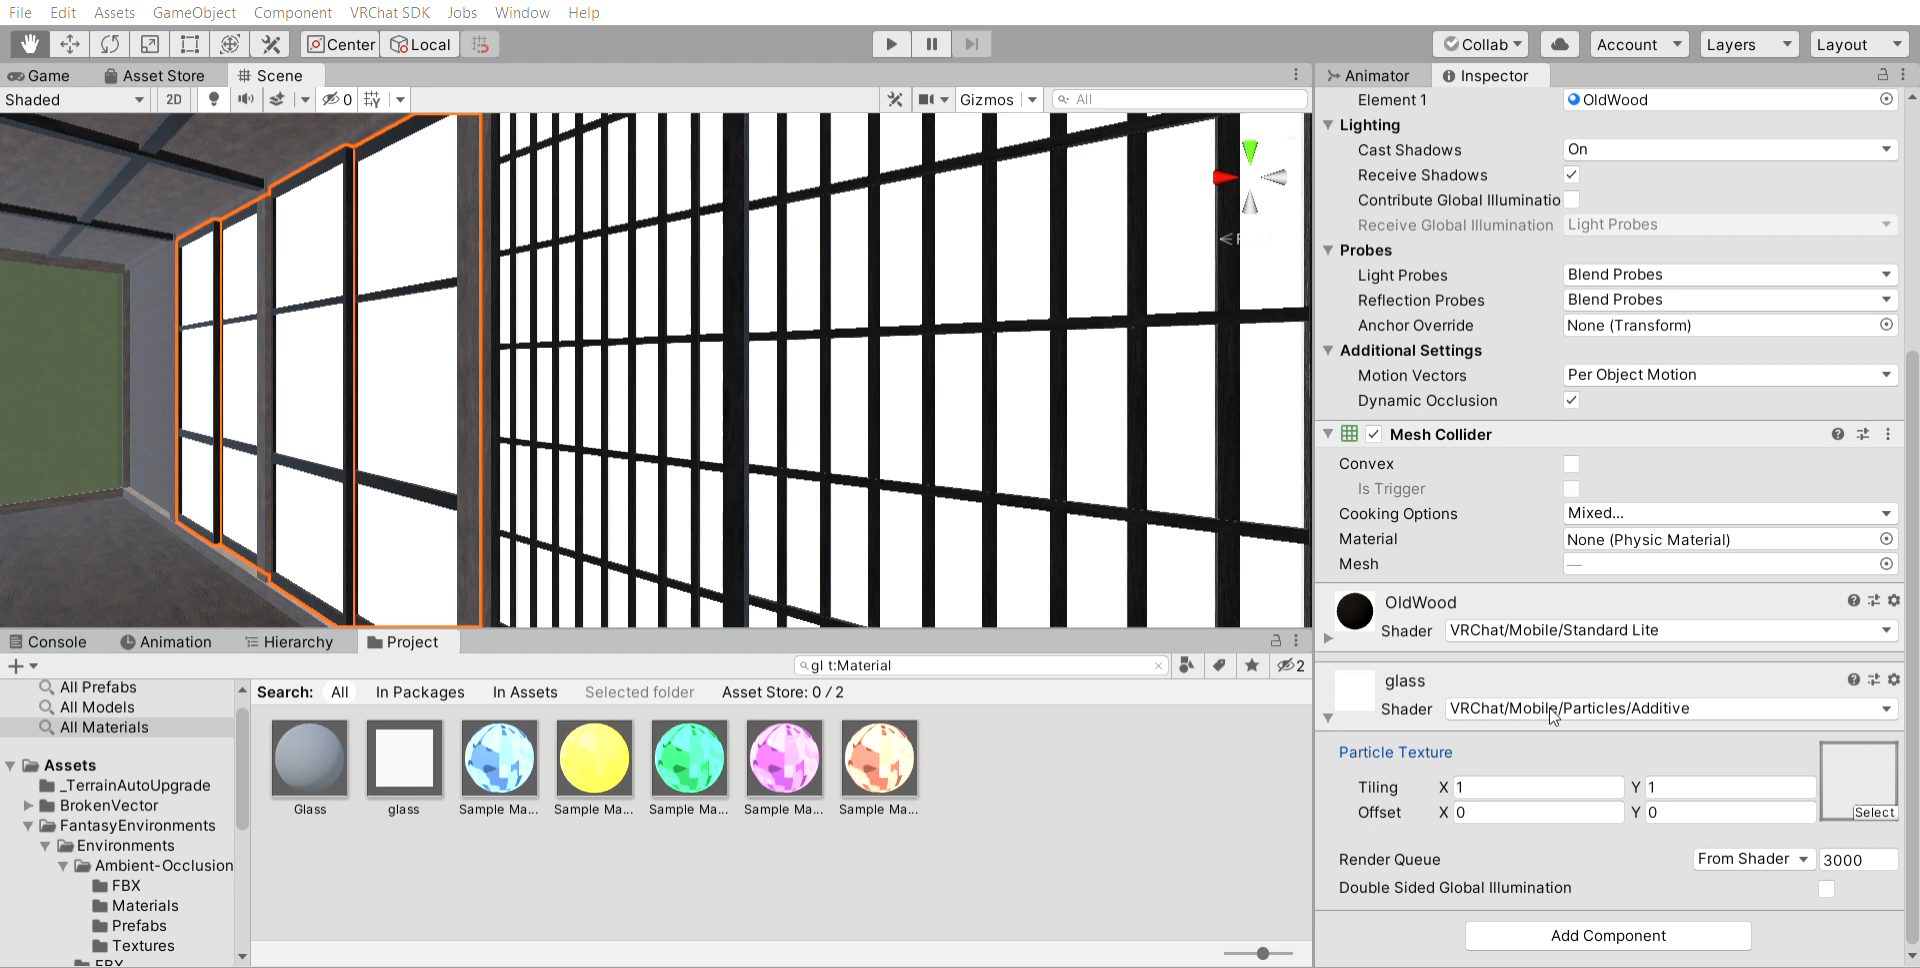 File Edit Assets GameObject Component VRChat SDK Jobs Window Help
Center Local Collab Account Layers Layout
Game Asset Store Scene
Shaded 2D 0 Gizmos All
Animator Inspector
Element 1 OldWood
Lighting
Cast Shadows On
Receive Shadows
Contribute Global Illuminatio
Receive Global Illumination Light Probes
Probes
Light Probes Blend Probes
Reflection Probes Blend Probes
Anchor Override None (Transform)
Additional Settings
Motion Vectors Per Object Motion
Dynamic Occlusion
Mesh Collider
Convex
Is Trigger
Cooking Options Mixed...
Material None (Physic Material)
Mesh —
OldWood
Shader VRChat/Mobile/Standard Lite
glass
Shader VRChat/Mobile/Particles/Additive
Particle Texture
Tiling X 1 Y 1
Offset X 0 Y 0
Select
Render Queue From Shader 3000
Double Sided Global Illumination
Add Component
Console Animation Hierarchy Project
gl t:Material 2
Search: All In Packages In Assets Selected folder Asset Store: 0 / 2
All Prefabs
All Models
All Materials
Assets
_TerrainAutoUpgrade
BrokenVector
FantasyEnvironments
Environments
Ambient-Occlusion
FBX
Materials
Prefabs
Textures
FBX
Glass glass Sample Ma... Sample Ma... Sample Ma... Sample Ma... Sample Ma...